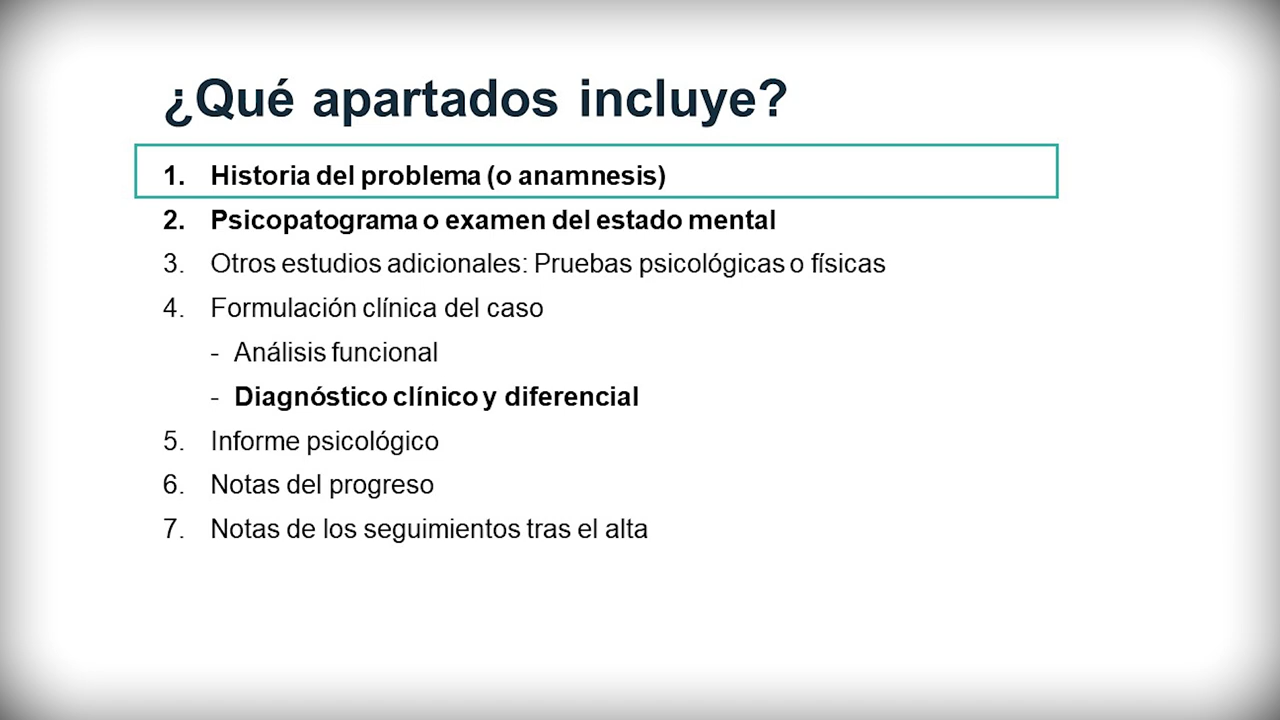 ¿Qué apartados incluye?
1. Historia del problema (o anamnesis)
2. Psicopatograma o examen del estado mental
3. Otros estudios adicionales: Pruebas psicológicas o físicas
4. Formulación clínica del caso
- Análisis funcional
- Diagnóstico clínico y diferencial
5. Informe psicológico
6. Notas del progreso
7. Notas de los seguimientos tras el alta